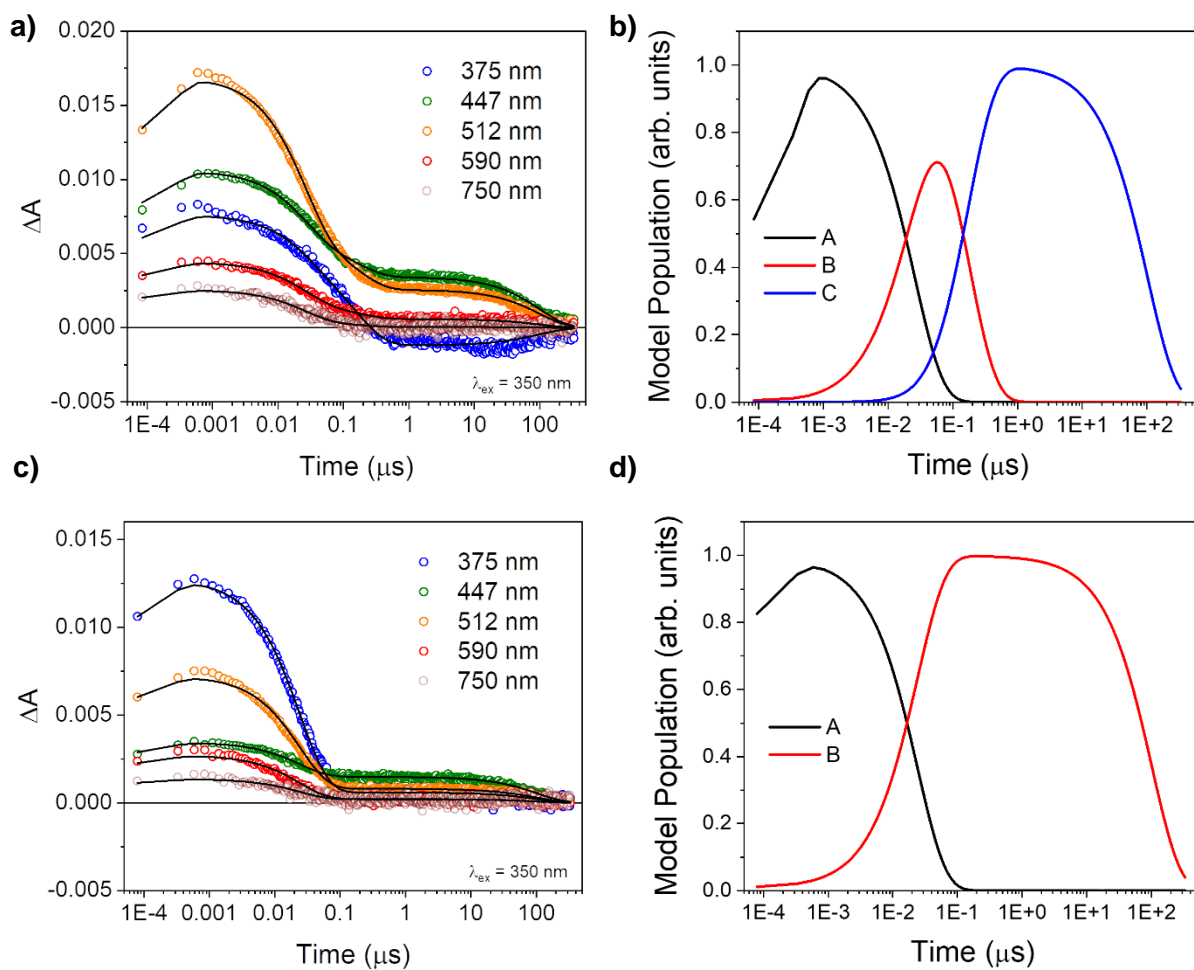 a)
0.020
0.015
0.010
0.005
0.000
-0.005
ΔA
375 nm
447 nm
512 nm
590 nm
750 nm
λex = 350 nm
1E-4 0.001 0.01 0.1 1 10 100
Time (μs)
b)
1.0
0.8
0.6
0.4
0.2
0.0
Model Population (arb. units)
A
B
C
1E-4 1E-3 1E-2 1E-1 1E+0 1E+1 1E+2
Time (μs)
c)
0.015
0.010
0.005
0.000
-0.005
ΔA
375 nm
447 nm
512 nm
590 nm
750 nm
λex = 350 nm
1E-4 0.001 0.01 0.1 1 10 100
Time (μs)
d)
1.0
0.8
0.6
0.4
0.2
0.0
Model Population (arb. units)
A
B
1E-4 1E-3 1E-2 1E-1 1E+0 1E+1 1E+2
Time (μs)